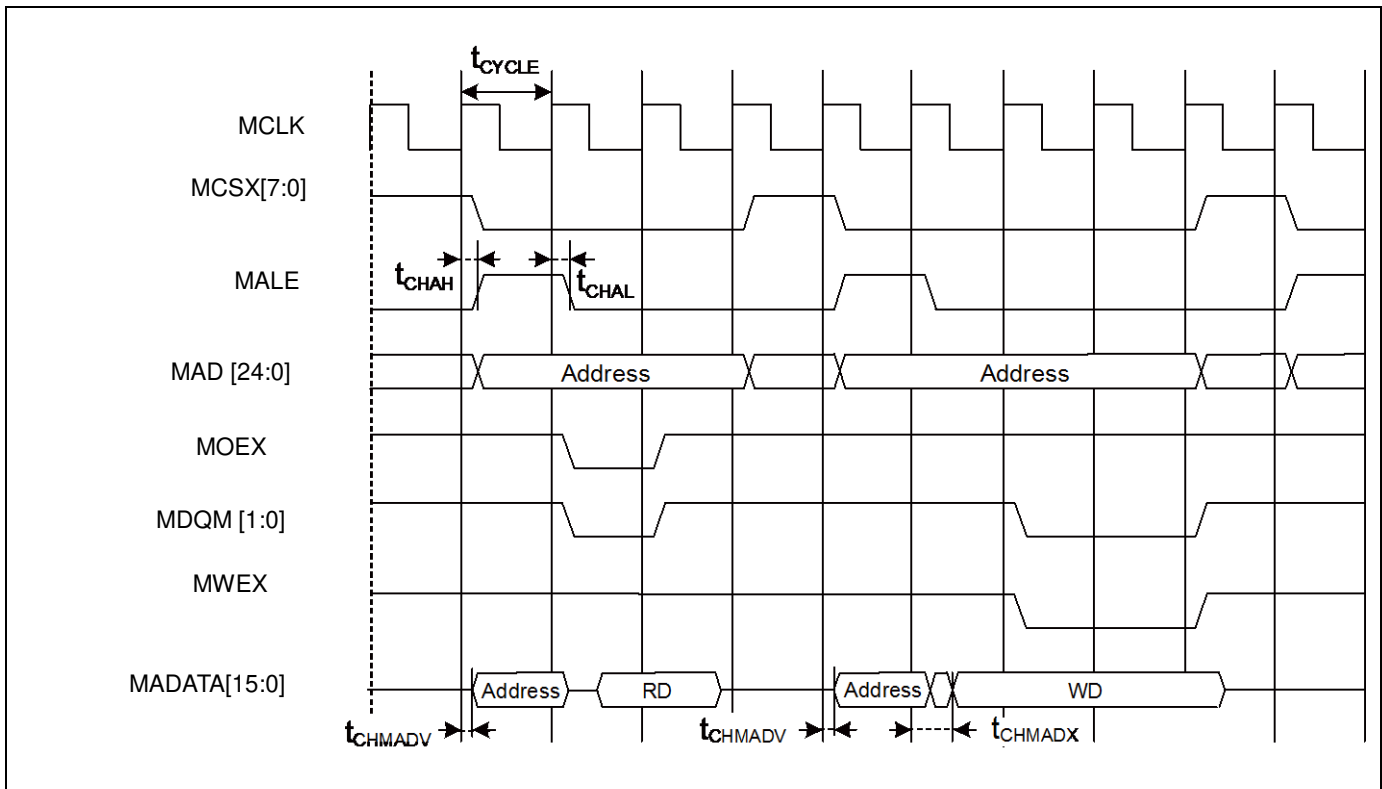 tCYCLE
MCLK
MCSX[7:0]
MALE
tCHAH
tCHAL
MAD [24:0]
Address
Address
MOEX
MDQM [1:0]
MWEX
MADATA[15:0]
Address
RD
Address
WD
tCHMADV
tCHMADV
tCHMADX